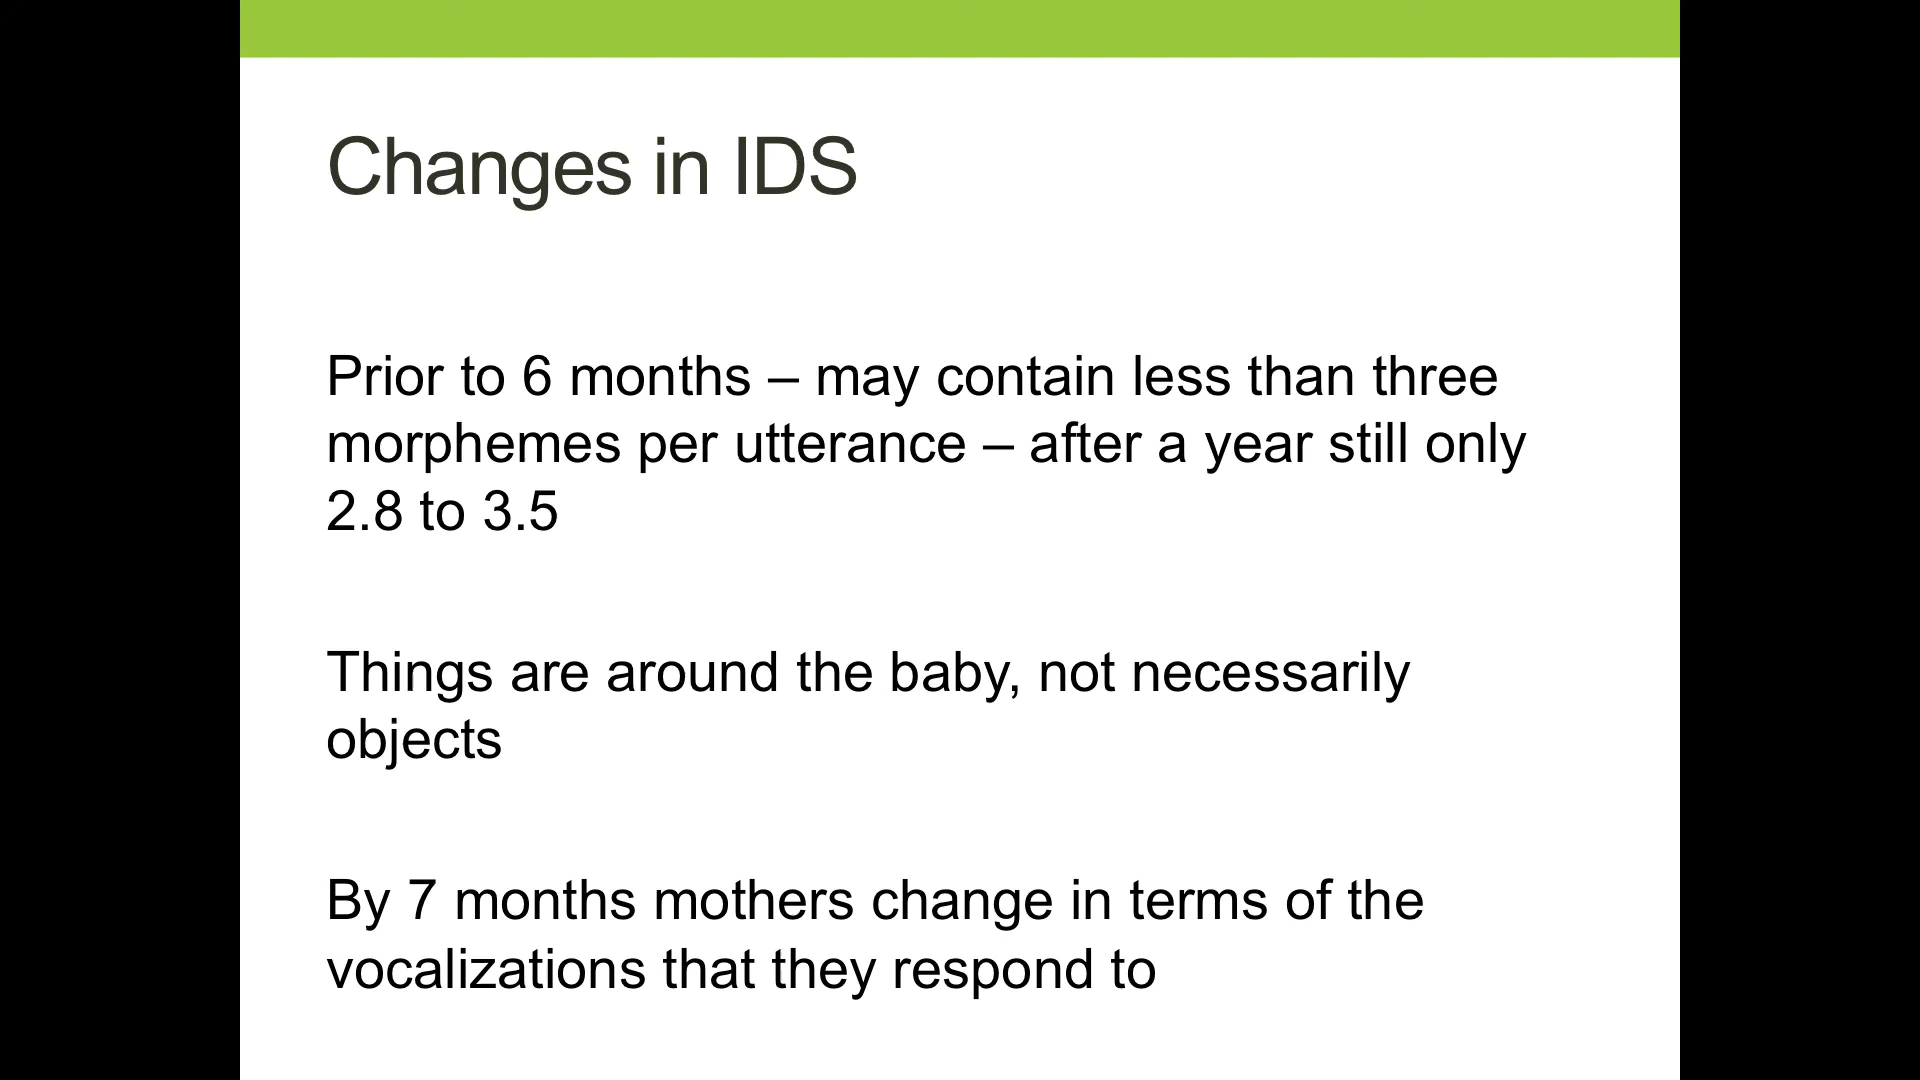 Changes in IDS
Prior to 6 months – may contain less than three
morphemes per utterance – after a year still only
2.8 to 3.5
Things are around the baby, not necessarily
objects
By 7 months mothers change in terms of the
vocalizations that they respond to